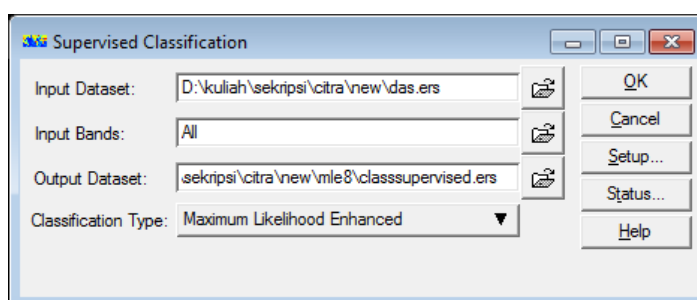 Supervised Classification
Input Dataset: D:\kuliah\sekripsi\citra\new\das.ers
OK
Input Bands: All
Cancel
Setup...
Output Dataset: \sekripsi\citra\new\mle8\classsupervised.ers
Status...
Classification Type: Maximum Likelihood Enhanced
Help